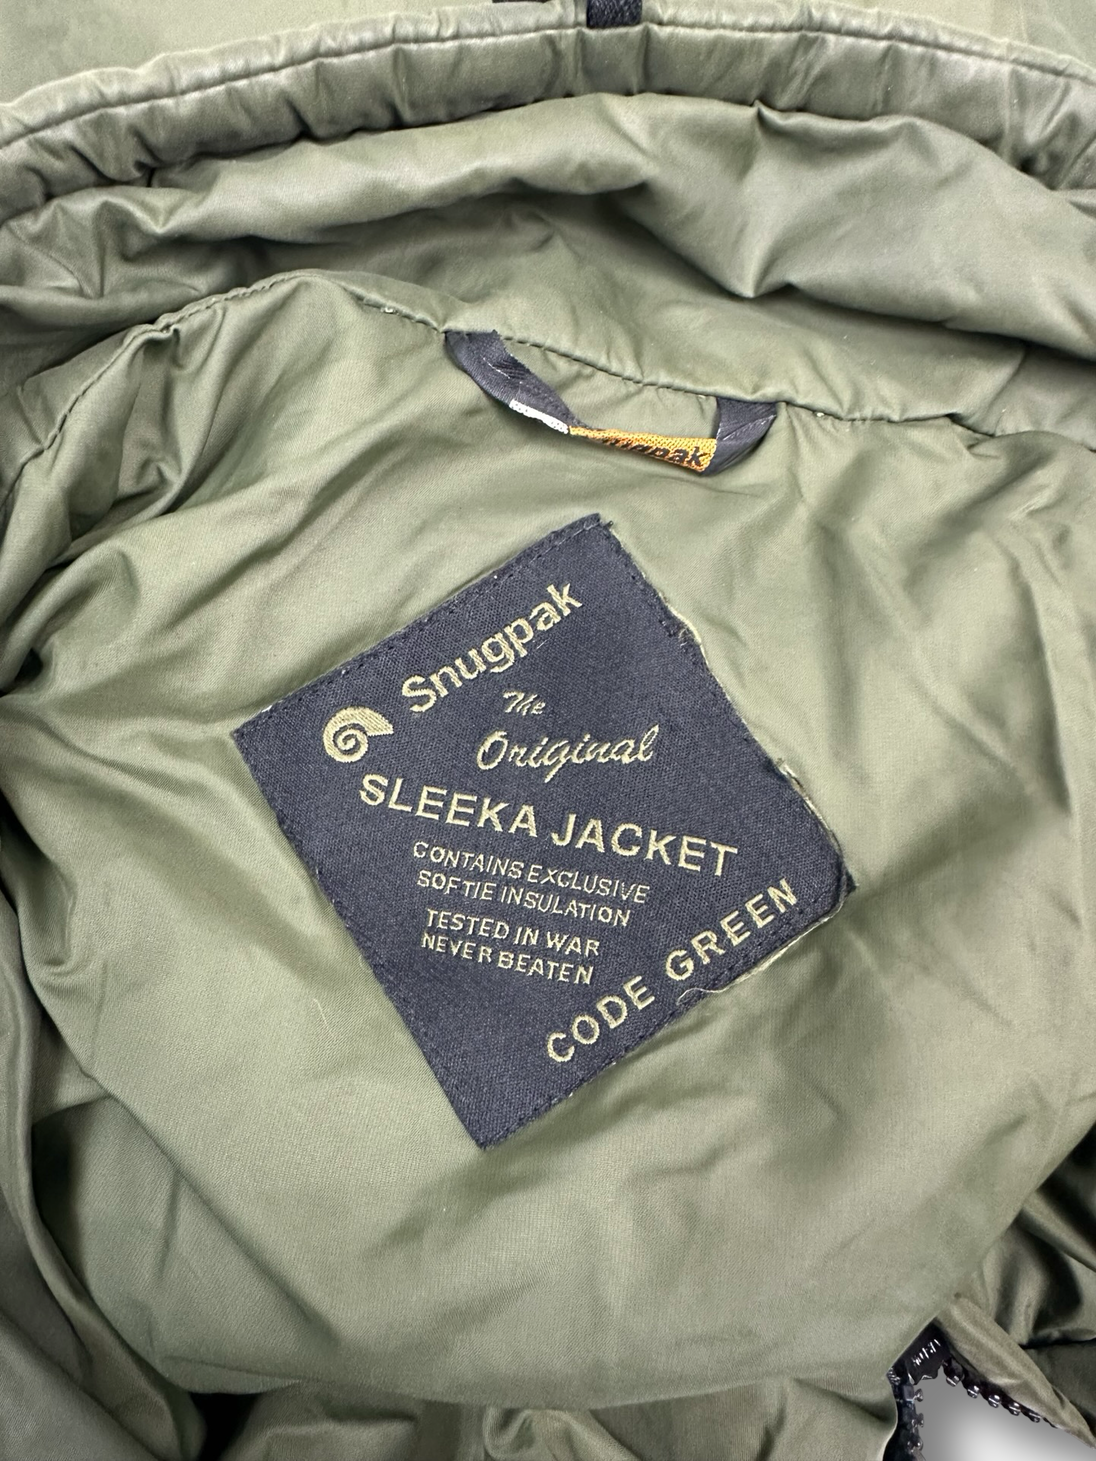 Snugpak
The
Original
SLEEKA JACKET
CONTAINS EXCLUSIVE
SOFTIE INSULATION
TESTED IN WAR
NEVER BEATEN
CODE GREEN